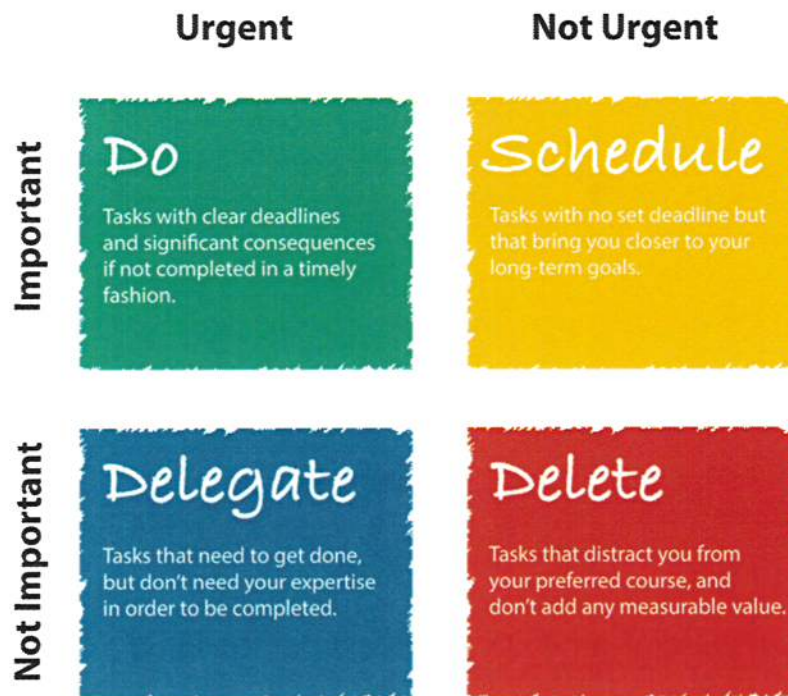 Urgent
Not Urgent
Important
Do
Tasks with clear deadlines
and significant consequences
if not completed in a timely
fashion.
Schedule
Tasks with no set deadline but
that bring you closer to your
long-term goals.
Not Important
Delegate
Tasks that need to get done,
but don't need your expertise
in order to be completed.
Delete
Tasks that distract you from
your preferred course, and
don't add any measurable value.